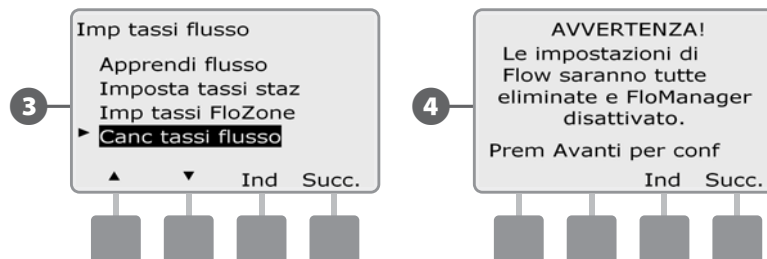 3
Imp tassi flusso
Apprendi flusso
Imposta tassi staz
Imp tassi FloZone
► Canc tassi flusso
▲ ▼ Ind Succ.
4
AVVERTENZA!
Le impostazioni di
Flow saranno tutte
eliminate e FloManager
disattivato.
Prem Avanti per conf
Ind Succ.